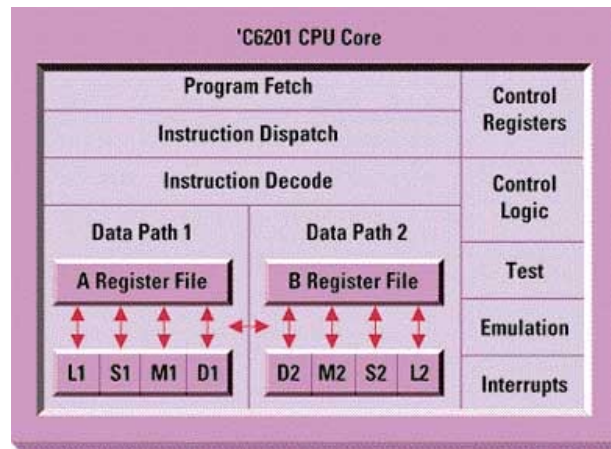 'C6201 CPU Core
Program Fetch
Instruction Dispatch
Instruction Decode
Data Path 1
Data Path 2
A Register File
B Register File
L1 S1 M1 D1
D2 M2 S2 L2
Control
Registers
Control
Logic
Test
Emulation
Interrupts